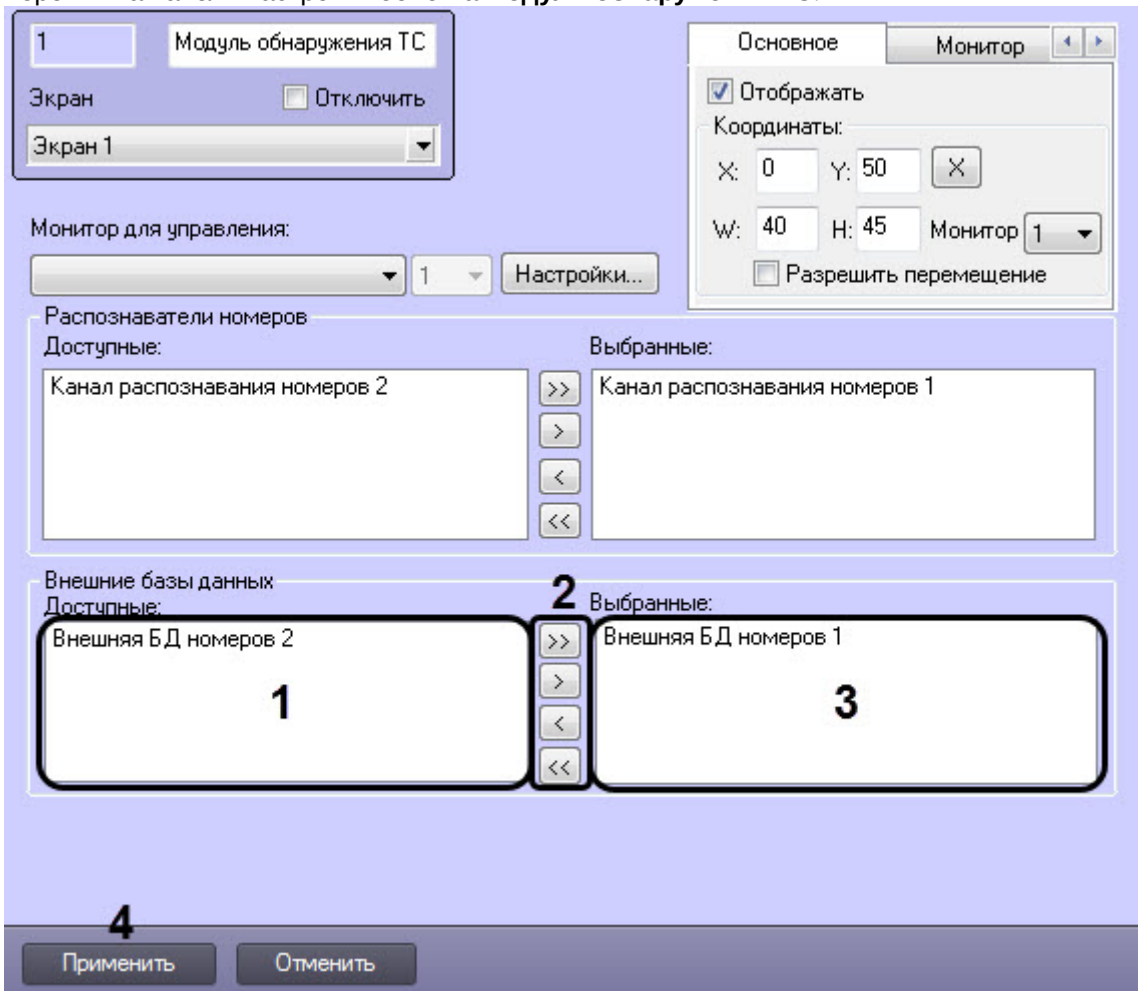 1 Модуль обнаружения ТС
Основное Монитор
Экран Отключить
Отображать
Экран 1
Координаты:
X: 0 Y: 50 X
Монитор для управления:
W: 40 H: 45 Монитор 1
1 Настройки...
Разрешить перемещение
Распознаватели номеров
Доступные: Выбранные:
Канал распознавания номеров 2 >> Канал распознавания номеров 1
>
<
<<
Внешние базы данных 2
Доступные: Выбранные:
Внешняя БД номеров 2 >> Внешняя БД номеров 1
1 > 3
<
<<
4
Применить Отменить